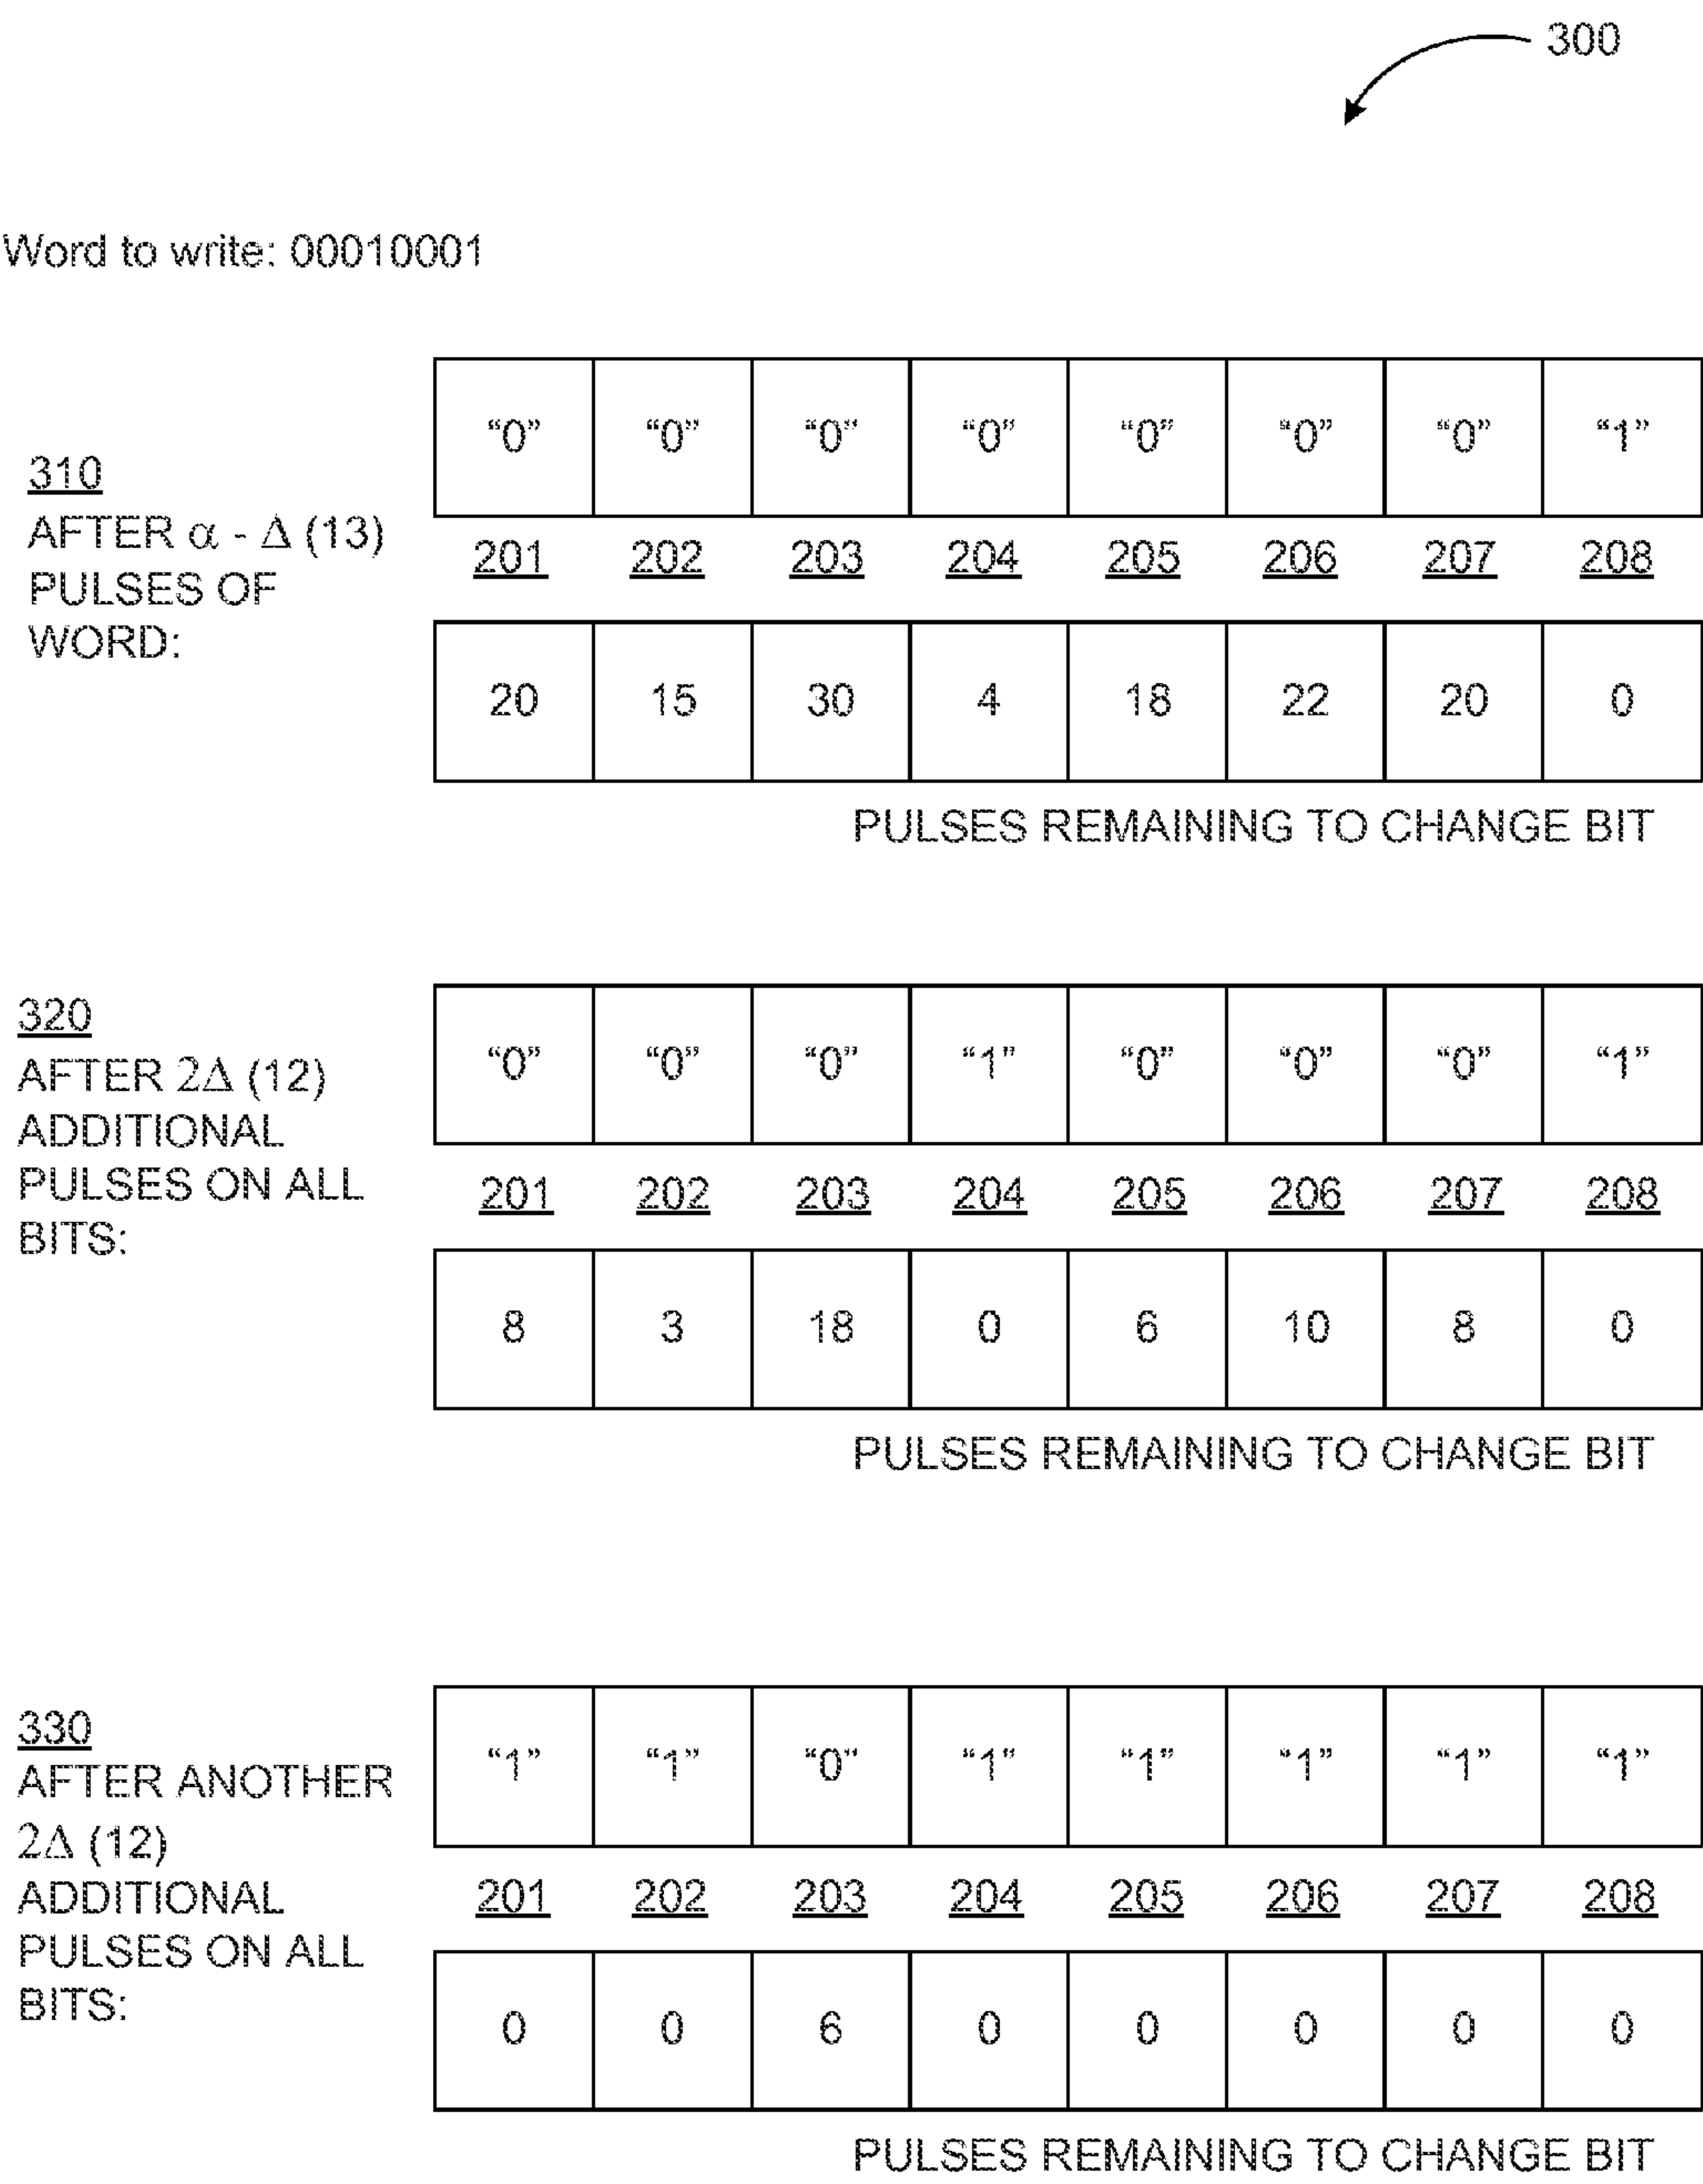 300
Word to write: 00010001
“0” “0” “0” “0” “0” “0” “0” “1”
310
AFTER α - Δ (13)
PULSES OF
WORD:
201 202 203 204 205 206 207 208
20 15 30 4 18 22 20 0
PULSES REMAINING TO CHANGE BIT
320
AFTER 2Δ (12)
ADDITIONAL
PULSES ON ALL
BITS:
“0” “0” “0” “1” “0” “0” “0” “1”
201 202 203 204 205 206 207 208
8 3 18 0 6 10 8 0
PULSES REMAINING TO CHANGE BIT
330
AFTER ANOTHER
2Δ (12)
ADDITIONAL
PULSES ON ALL
BITS:
“1” “1” “0” “1” “1” “1” “1” “1”
201 202 203 204 205 206 207 208
0 0 6 0 0 0 0 0
PULSES REMAINING TO CHANGE BIT